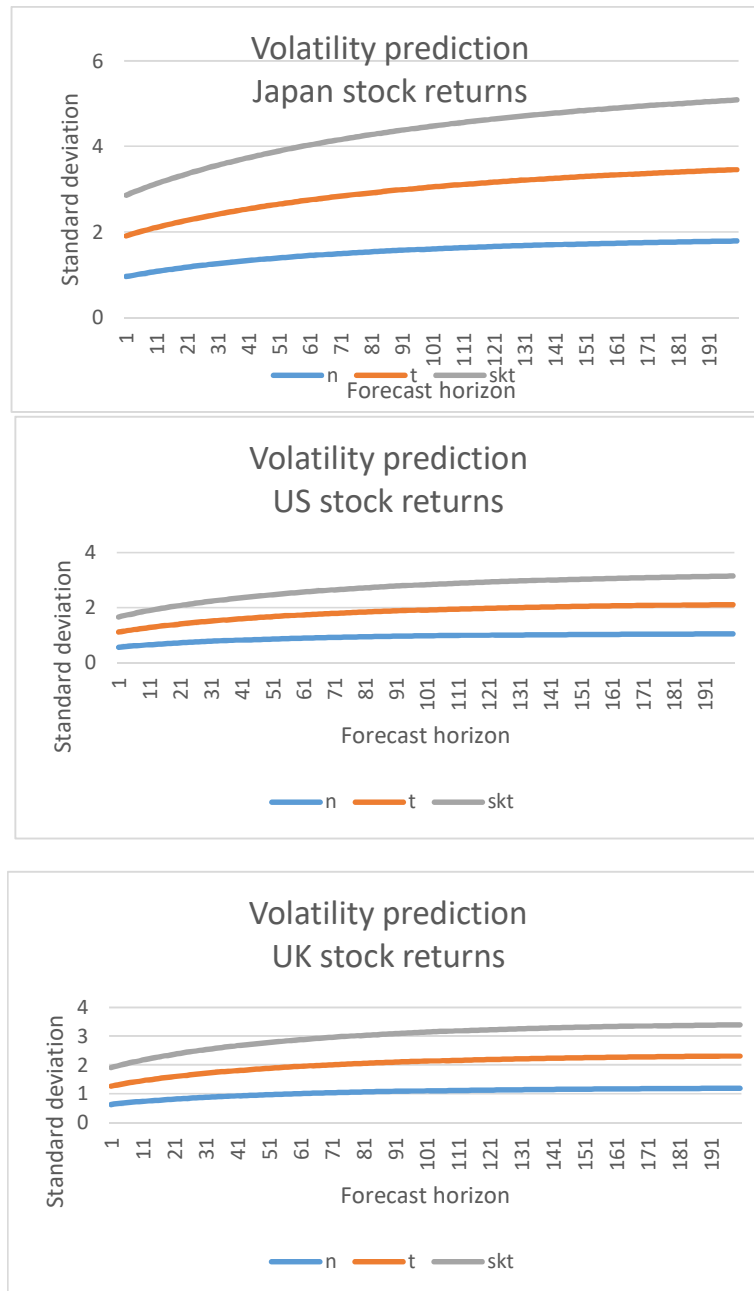 Volatility prediction
Japan stock returns
Standard deviation
6
4
2
0
1 11 21 31 41 51 61 71 81 91 101 111 121 131 141 151 161 171 181 191
n t skt
Forecast horizon
Volatility prediction
US stock returns
Standard deviation
4
2
0
1 11 21 31 41 51 61 71 81 91 101 111 121 131 141 151 161 171 181 191
Forecast horizon
n t skt
Volatility prediction
UK stock returns
Standard deviation
4
3
2
1
0
1 11 21 31 41 51 61 71 81 91 101 111 121 131 141 151 161 171 181 191
Forecast horizon
n t skt